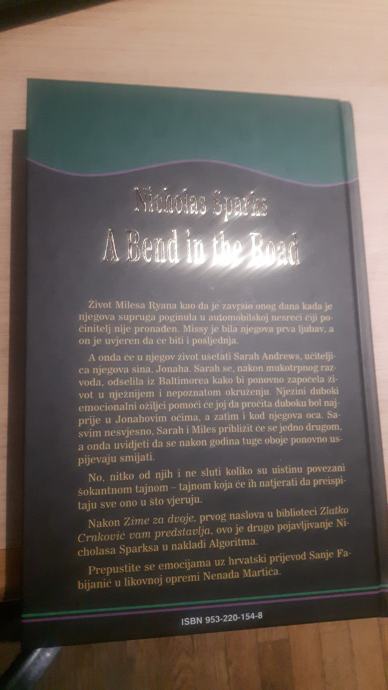 Nicholas Sparks
A Bend in the Road
Život Milesa Ryana kao da je završio onog dana kada je
njegova supruga poginula u automobilskoj nesreći čiji po-
činitelj nije pronađen. Missy je bila njegova prva ljubav, a
on je uvjeren da će biti i posljednja.
A onda će u njegov život ušetati Sarah Andrews, učitelji-
ca njegova sina, Jonaha. Sarah se, nakon mukotrpnog raz-
voda, odselila iz Baltimorea kako bi ponovno započela ži-
vot u nježnijem i nepoznatom okruženju. Njezini duboki
emocionalni ožiljci pomoći će joj da pročita duboku bol naj-
prije u Jonahovim očima, a zatim i kod njegova oca. Sa-
svim nesvjesno, Sarah i Miles približit će se jedno drugom,
a onda uvidjeti da se nakon godina tuge oboje ponovno us-
pijevaju smijati.
No, nitko od njih i ne sluti koliko su uistinu povezani
šokantnom tajnom – tajnom koja će ih natjerati da preispi-
taju sve ono u što vjeruju.
Nakon Zime za dvoje, prvog naslova u biblioteci Zlatko
Crnković vam predstavlja, ovo je drugo pojavljivanje Ni-
cholasa Sparksa u nakladi Algoritma.
Prepustite se emocijama uz hrvatski prijevod Sanje Fa-
bijanić u likovnoj opremi Nenada Martića.
ISBN 953-220-154-8